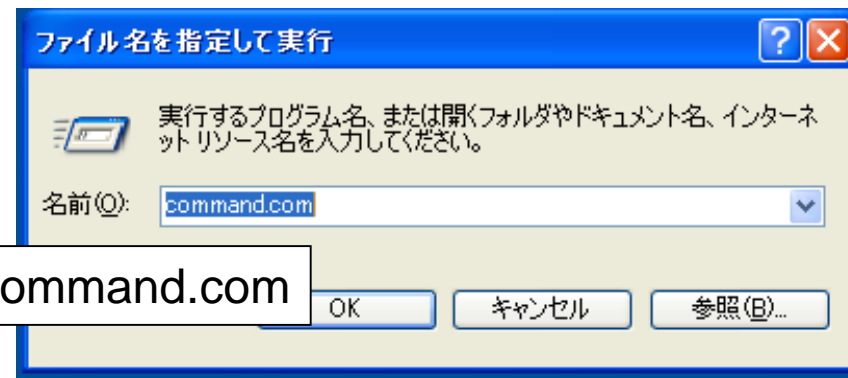 ファイル名を指定して実行
実行するプログラム名、または開くフォルダやドキュメント名、インターネ
ット リソース名を入力してください。
名前(O):
command.com
ommand.com
OK
キャンセル
参照(B)...